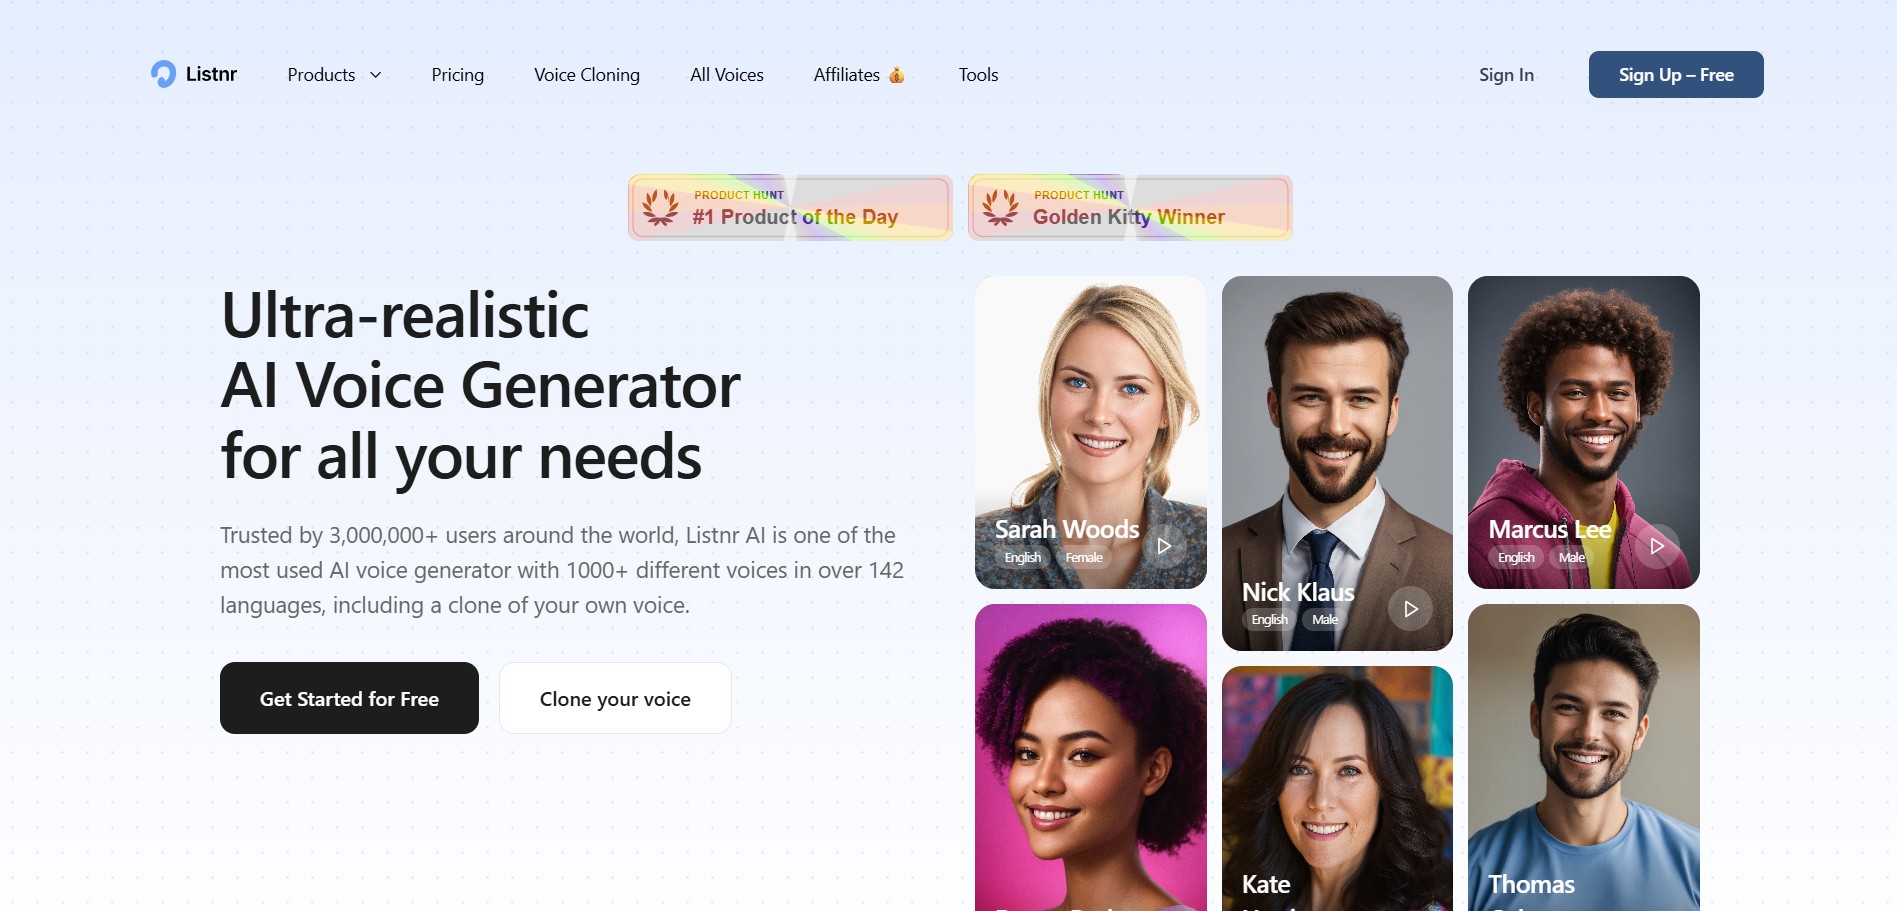 Listnr
Products
Pricing
Voice Cloning
All Voices
Affiliates 💰
Tools
Sign In
Sign Up – Free
PRODUCT HUNT
#1 Product of the Day
PRODUCT HUNT
Golden Kitty Winner
Ultra-realistic
AI Voice Generator
for all your needs
Trusted by 3,000,000+ users around the world, Listnr AI is one of the
most used AI voice generator with 1000+ different voices in over 142
languages, including a clone of your own voice.
Get Started for Free
Clone your voice
Sarah Woods
English
Female
Nick Klaus
English
Male
Marcus Lee
English
Male
Kate
Thomas